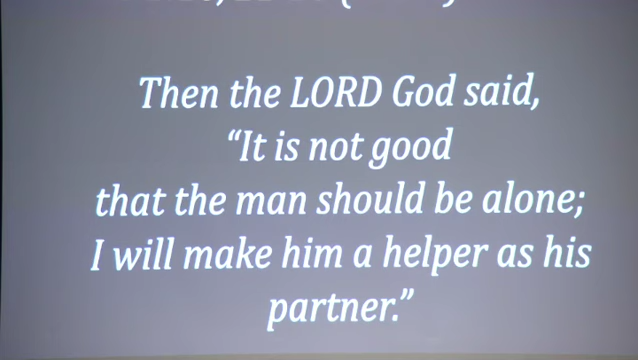 Then the LORD God said,
“It is not good
that the man should be alone;
I will make him a helper as his
partner.”